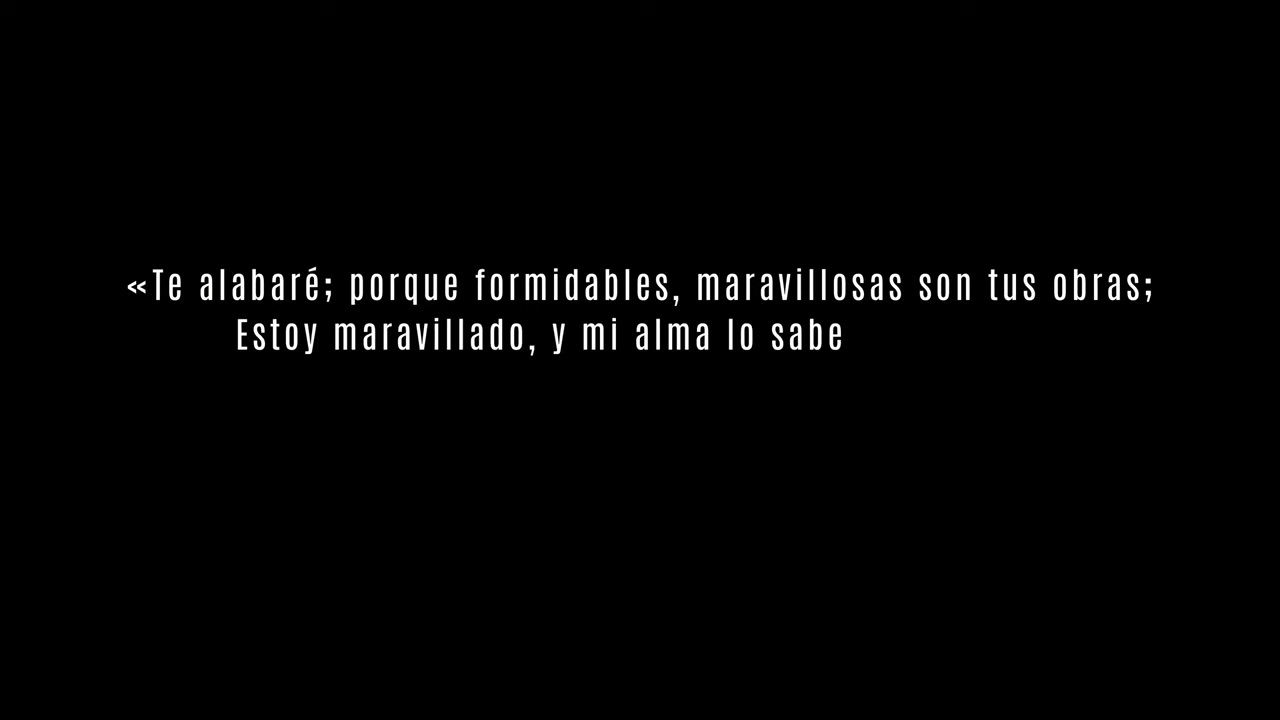 «Te alabaré; porque formidables, maravillosas son tus obras;
Estoy maravillado, y mi alma lo sabe